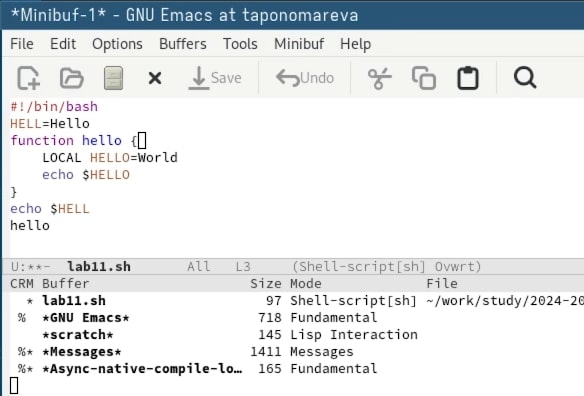 *Minibuf-1* - GNU Emacs at taponomareva
File Edit Options Buffers Tools Minibuf Help
Save Undo
#!/bin/bash
HELL=Hello
function hello {
    LOCAL HELLO=World
    echo $HELLO
}
echo $HELL
hello
U:**-  lab11.sh       All   L3     (Shell-script[sh] Ovwrt)
CRM Buffer                Size Mode             File
  * lab11.sh                97 Shell-script[sh] ~/work/study/2024-20
 %  *GNU Emacs*            718 Fundamental
    *scratch*              145 Lisp Interaction
 %* *Messages*            1411 Messages
 %* *Async-native-compile-lo…  165 Fundamental